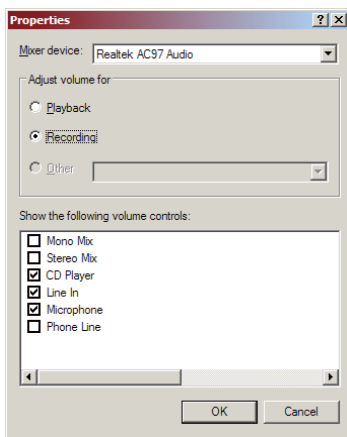 Properties
Mixer device: Realtek AC97 Audio
Adjust volume for
Playback
Recording
Other
Show the following volume controls:
Mono Mix
Stereo Mix
CD Player
Line In
Microphone
Phone Line
OK Cancel